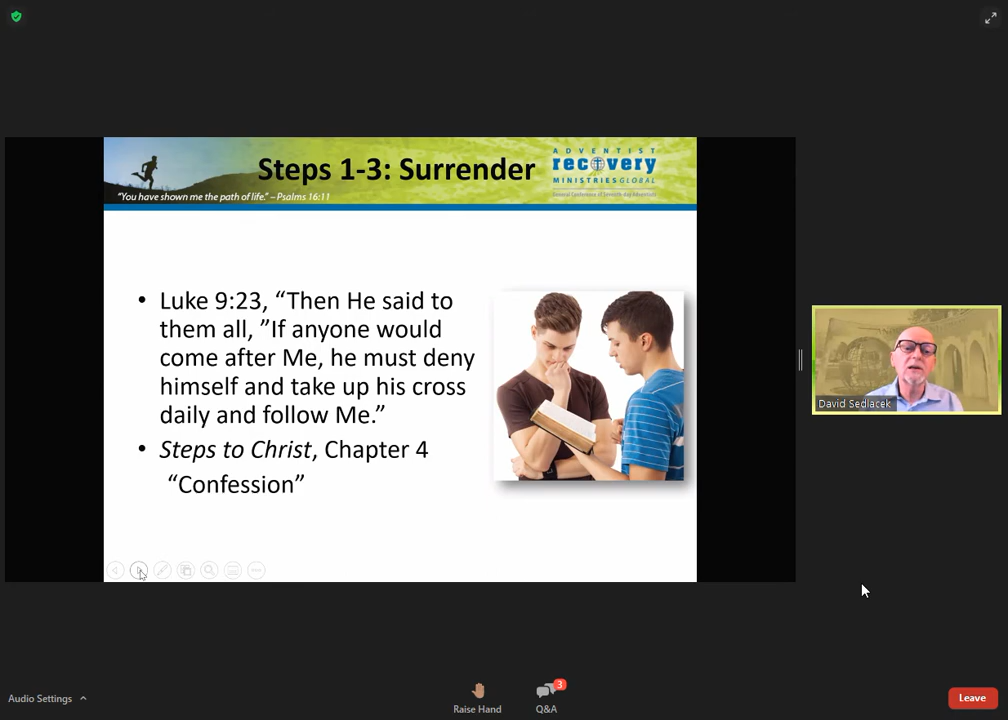 Steps 1-3: Surrender
ADVENTIST
recovery
MINISTRIES GLOBAL
General Conference of Seventh-day Adventists
“You have shown me the path of life.” – Psalms 16:11
• Luke 9:23, “Then He said to
them all, ”If anyone would
come after Me, he must deny
himself and take up his cross
daily and follow Me.”
• Steps to Christ, Chapter 4
“Confession”
David Sedlacek
Audio Settings
Raise Hand
3
Q&A
Leave